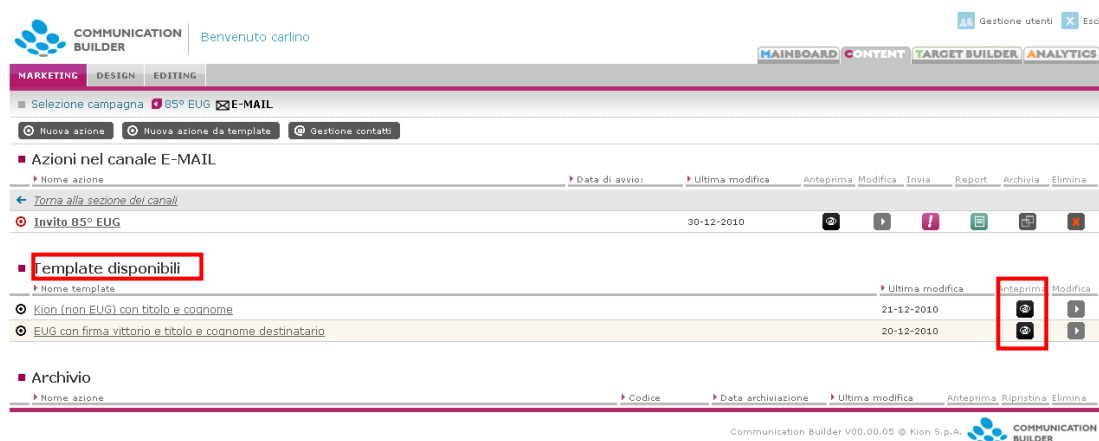 Gestione utenti
COMMUNICATION
BUILDER
Benvenuto carlino
MAINBOARD CONTENT TARGET BUILDER ANALYTICS
MARKETING DESIGN EDITING
Selezione campagna 85° EUG E-MAIL
Nuova azione Nuova azione da template @ Gestione contatti
Azioni nel canale E-MAIL
Nome azione Data di avvio: Ultima modifica Anteprima Modifica Invia Report Archivia Elimina
Torna alla sezione dei canali
Invito 85° EUG 30-12-2010
Template disponibili
Nome template Ultima modifica Anteprima Modifica
Kion (non EUG) con titolo e cognome 21-12-2010
EUG con firma vittorio e titolo e cognome destinatario 20-12-2010
Archivio
Nome azione Codice Data archiviazione Ultima modifica Anteprima Ripristina Elimina
Communication Builder V00.00.05 © Kion S.p.A. COMMUNICATION
BUILDER